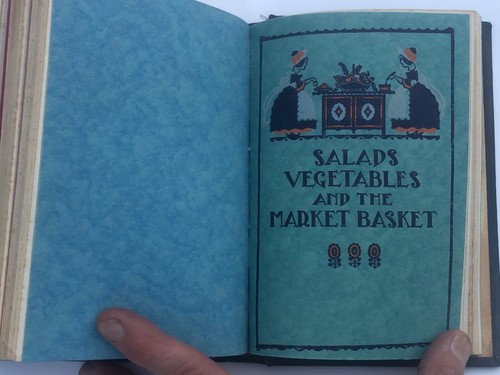 SALADS
VEGETABLES
AND THE
MARKET BASKET